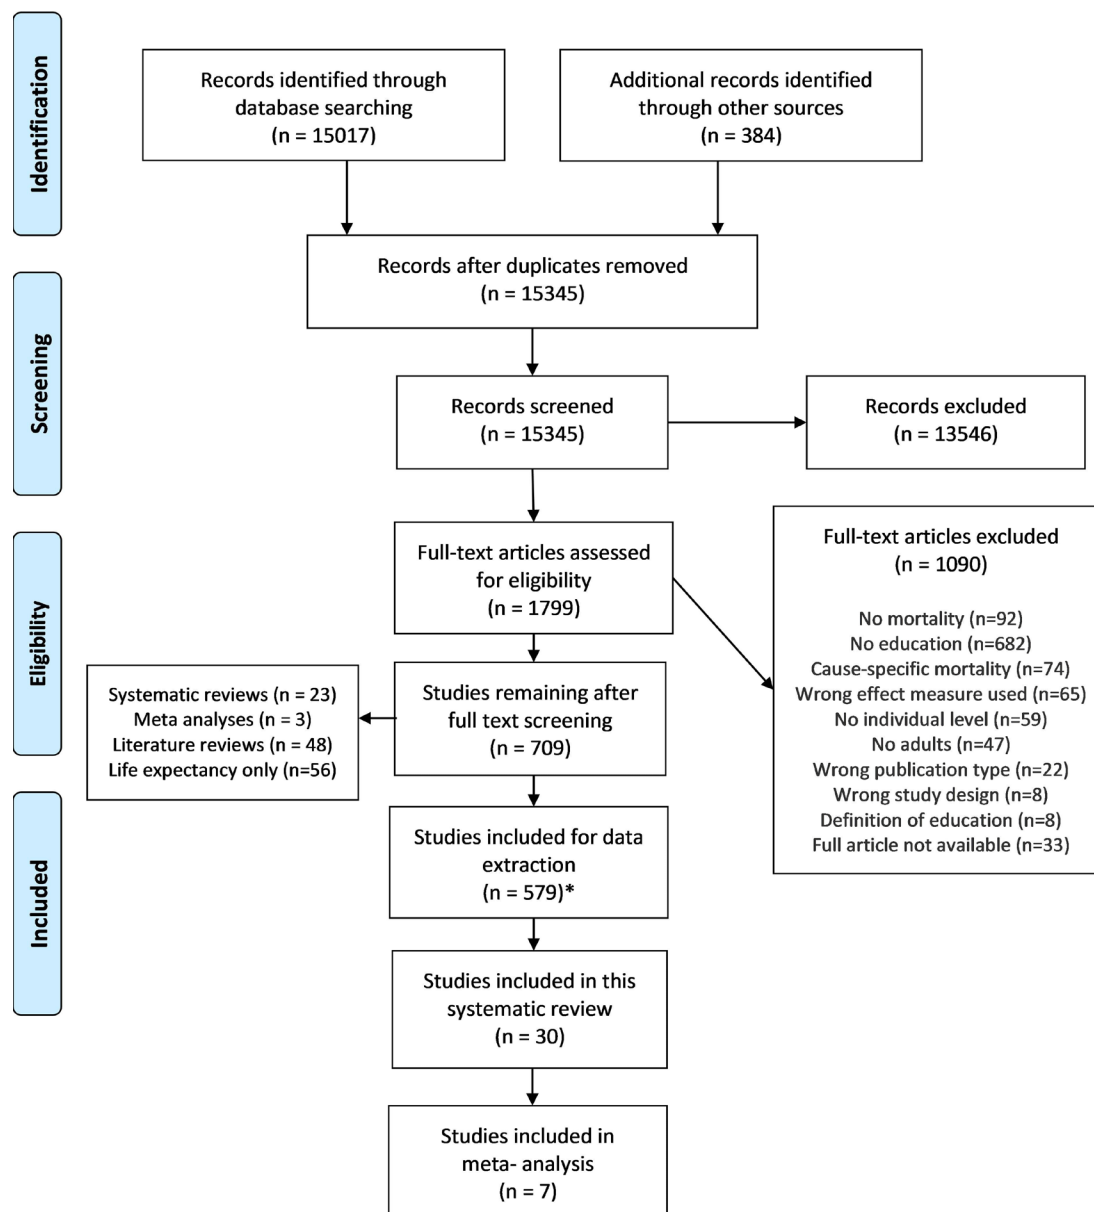 Identification
Records identified through
database searching
(n = 15017)
Additional records identified
through other sources
(n = 384)
Records after duplicates removed
(n = 15345)
Screening
Records screened
(n = 15345)
Records excluded
(n = 13546)
Eligibility
Full-text articles assessed
for eligibility
(n = 1799)
Full-text articles excluded
(n = 1090)
No mortality (n=92)
No education (n=682)
Cause-specific mortality (n=74)
Wrong effect measure used (n=65)
No individual level (n=59)
No adults (n=47)
Wrong publication type (n=22)
Wrong study design (n=8)
Definition of education (n=8)
Full article not available (n=33)
Studies remaining after
full text screening
(n = 709)
Systematic reviews (n = 23)
Meta analyses (n = 3)
Literature reviews (n = 48)
Life expectancy only (n=56)
Included
Studies included for data
extraction
(n = 579)*
Studies included in this
systematic review
(n = 30)
Studies included in
meta- analysis
(n = 7)